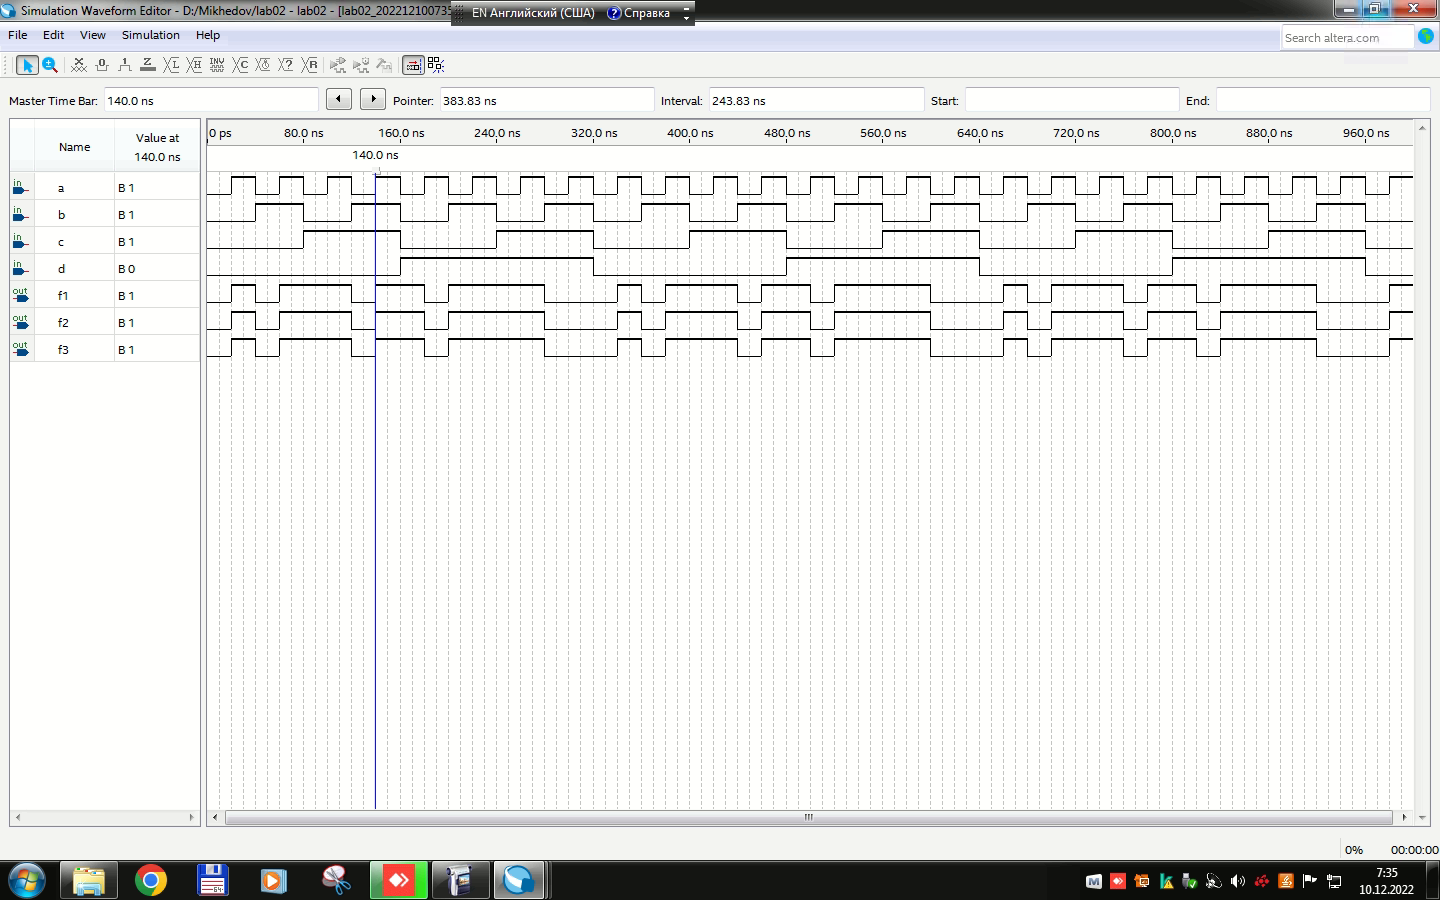 Simulation Waveform Editor - D:/Mikhedov/lab02 - lab02 - [lab02_20221210073
EN Английский (США) Справка
File Edit View Simulation Help
Search altera.com
Master Time Bar: 140.0 ns Pointer: 383.83 ns Interval: 243.83 ns Start: End:
Name Value at 140.0 ns
0 ps 80.0 ns 160.0 ns 240.0 ns 320.0 ns 400.0 ns 480.0 ns 560.0 ns 640.0 ns 720.0 ns 800.0 ns 880.0 ns 960.0 ns
140.0 ns
in a B 1
in b B 1
in c B 1
in d B 0
out f1 B 1
out f2 B 1
out f3 B 1
0% 00:00:00
7:35
10.12.2022